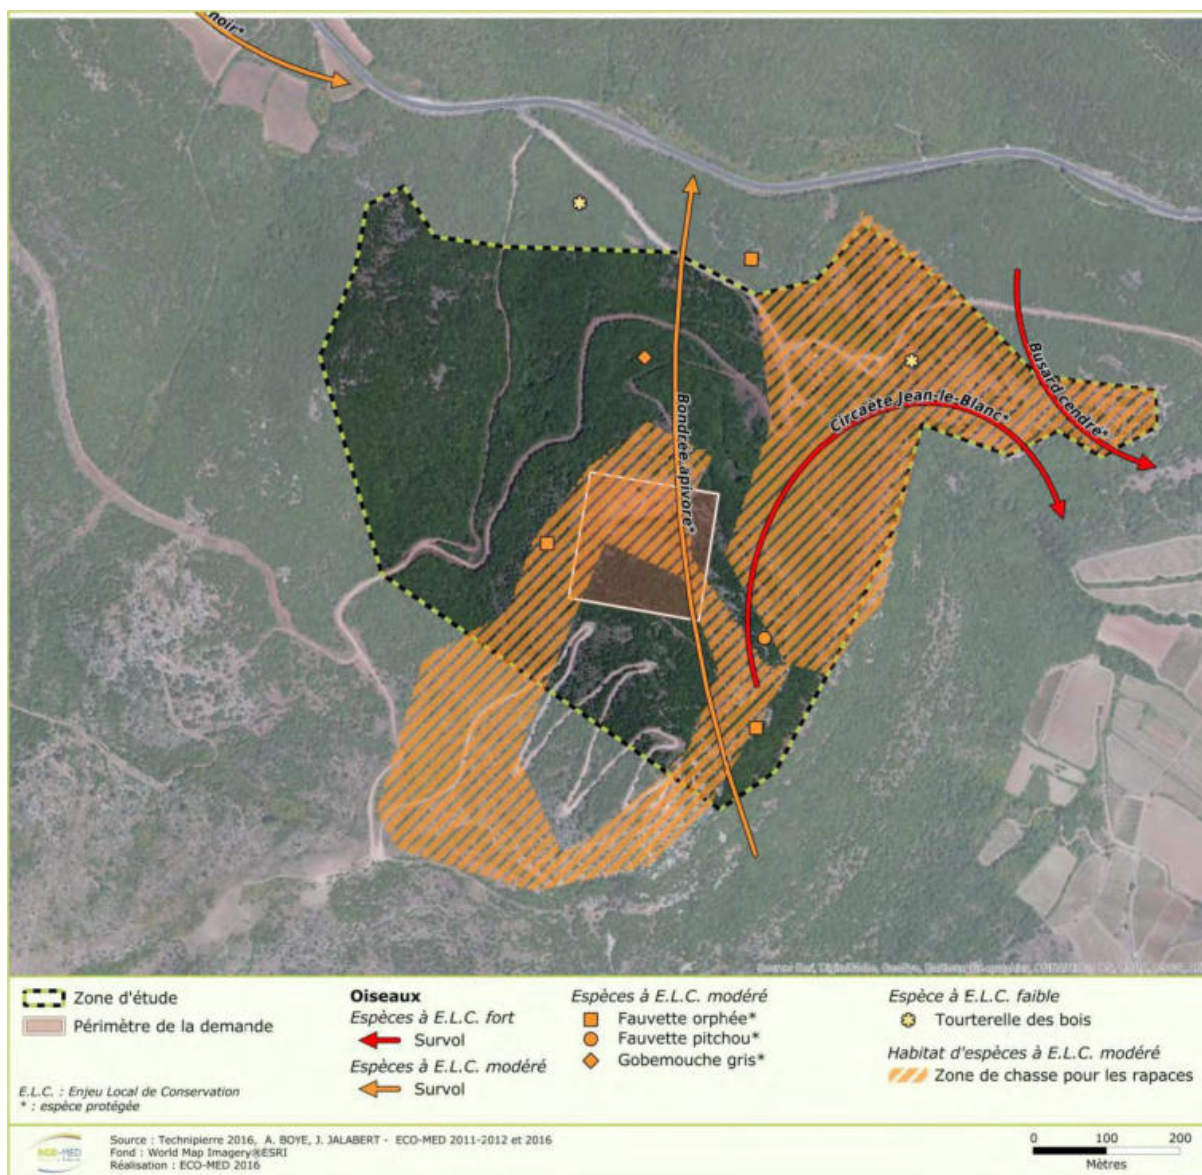 noir*
Bondrée apivore*
Circaète Jean-le-Blanc*
Busard cendré*
Zone d'étude
Périmètre de la demande
E.L.C. : Enjeu Local de Conservation
* : espèce protégée
Oiseaux
Espèces à E.L.C. fort
Survol
Espèces à E.L.C. modéré
Survol
Espèces à E.L.C. modéré
Fauvette orphée*
Fauvette pitchou*
Gobemouche gris*
Espèce à E.L.C. faible
Tourterelle des bois
Habitat d'espèces à E.L.C modéré
Zone de chasse pour les rapaces
ECO-MED
Source : Technipierre 2016, A. BOYE, J. JALABERT - ECO-MED 2011-2012 et 2016
Fond : World Map Imagery®ESRI
Réalisation : ECO-MED 2016
0 100 200
Mètres